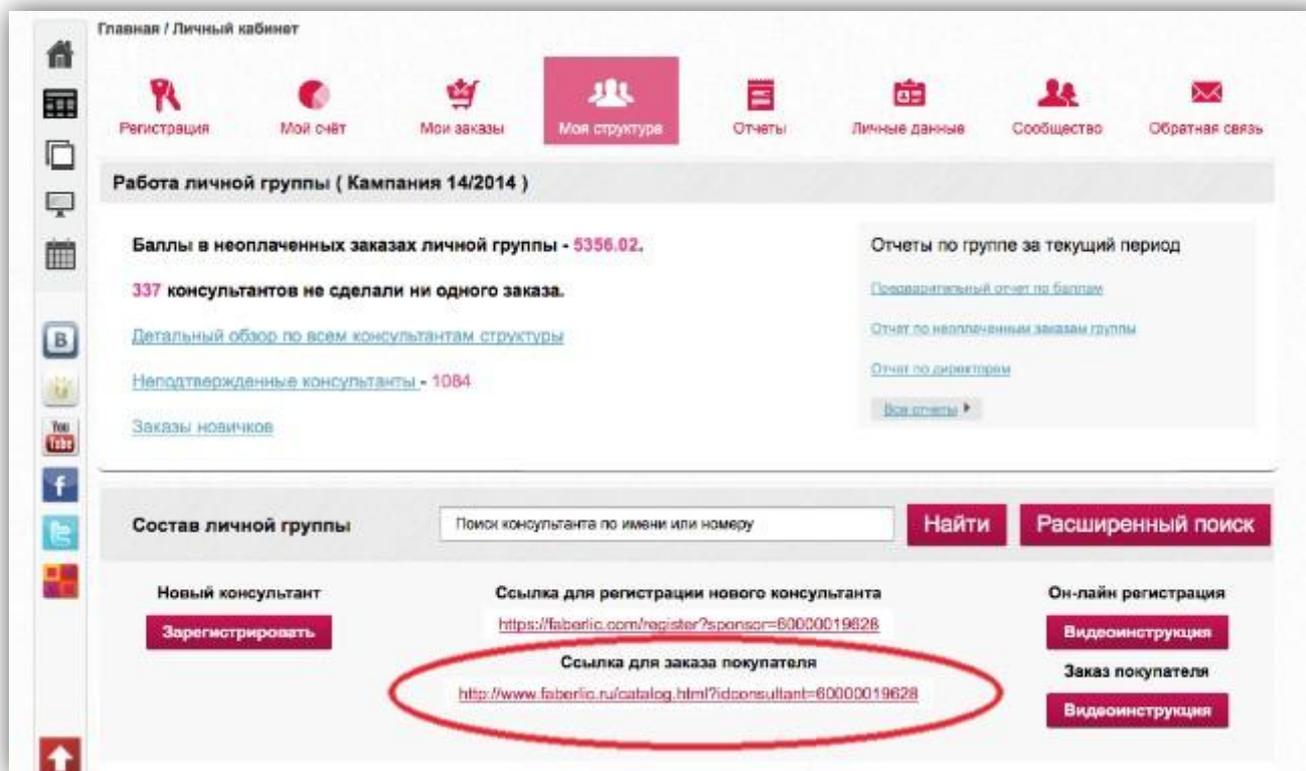 Главная / Личный кабинет
Регистрация
Мой счёт
Мои заказы
Моя структура
Отчеты
Личные данные
Сообщество
Обратная связь
Работа личной группы ( Кампания 14/2014 )
Баллы в неоплаченных заказах личной группы - 5356.02.
337 консультантов не сделали ни одного заказа.
Детальный обзор по всем консультантам структуры
Неподтвержденные консультанты - 1084
Заказы новичков
Отчеты по группе за текущий период
Предварительный отчет по баллам
Отчет по неоплаченным заказам группы
Отчет по директорам
Все отчеты
B
You
Tube
f
Состав личной группы
Поиск консультанта по имени или номеру
Найти
Расширенный поиск
Новый консультант
Зарегистрировать
Ссылка для регистрации нового консультанта
https://faberlic.com/register?sponsor=60000019628
Ссылка для заказа покупателя
http://www.faberlic.ru/catalog.html?idconsultant=60000019628
Он-лайн регистрация
Видеоинструкция
Заказ покупателя
Видеоинструкция